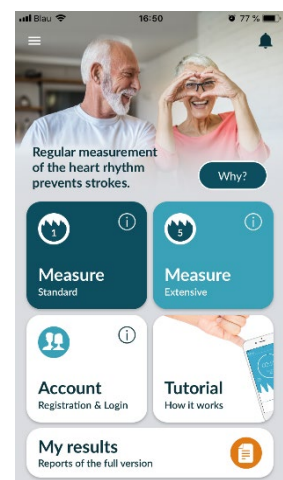 Blau 16:50 77 %
Regular measurement
of the heart rhythm
prevents strokes.
Why?
1
Measure
Standard
5
Measure
Extensive
Account
Registration & Login
Tutorial
How it works
My results
Reports of the full version